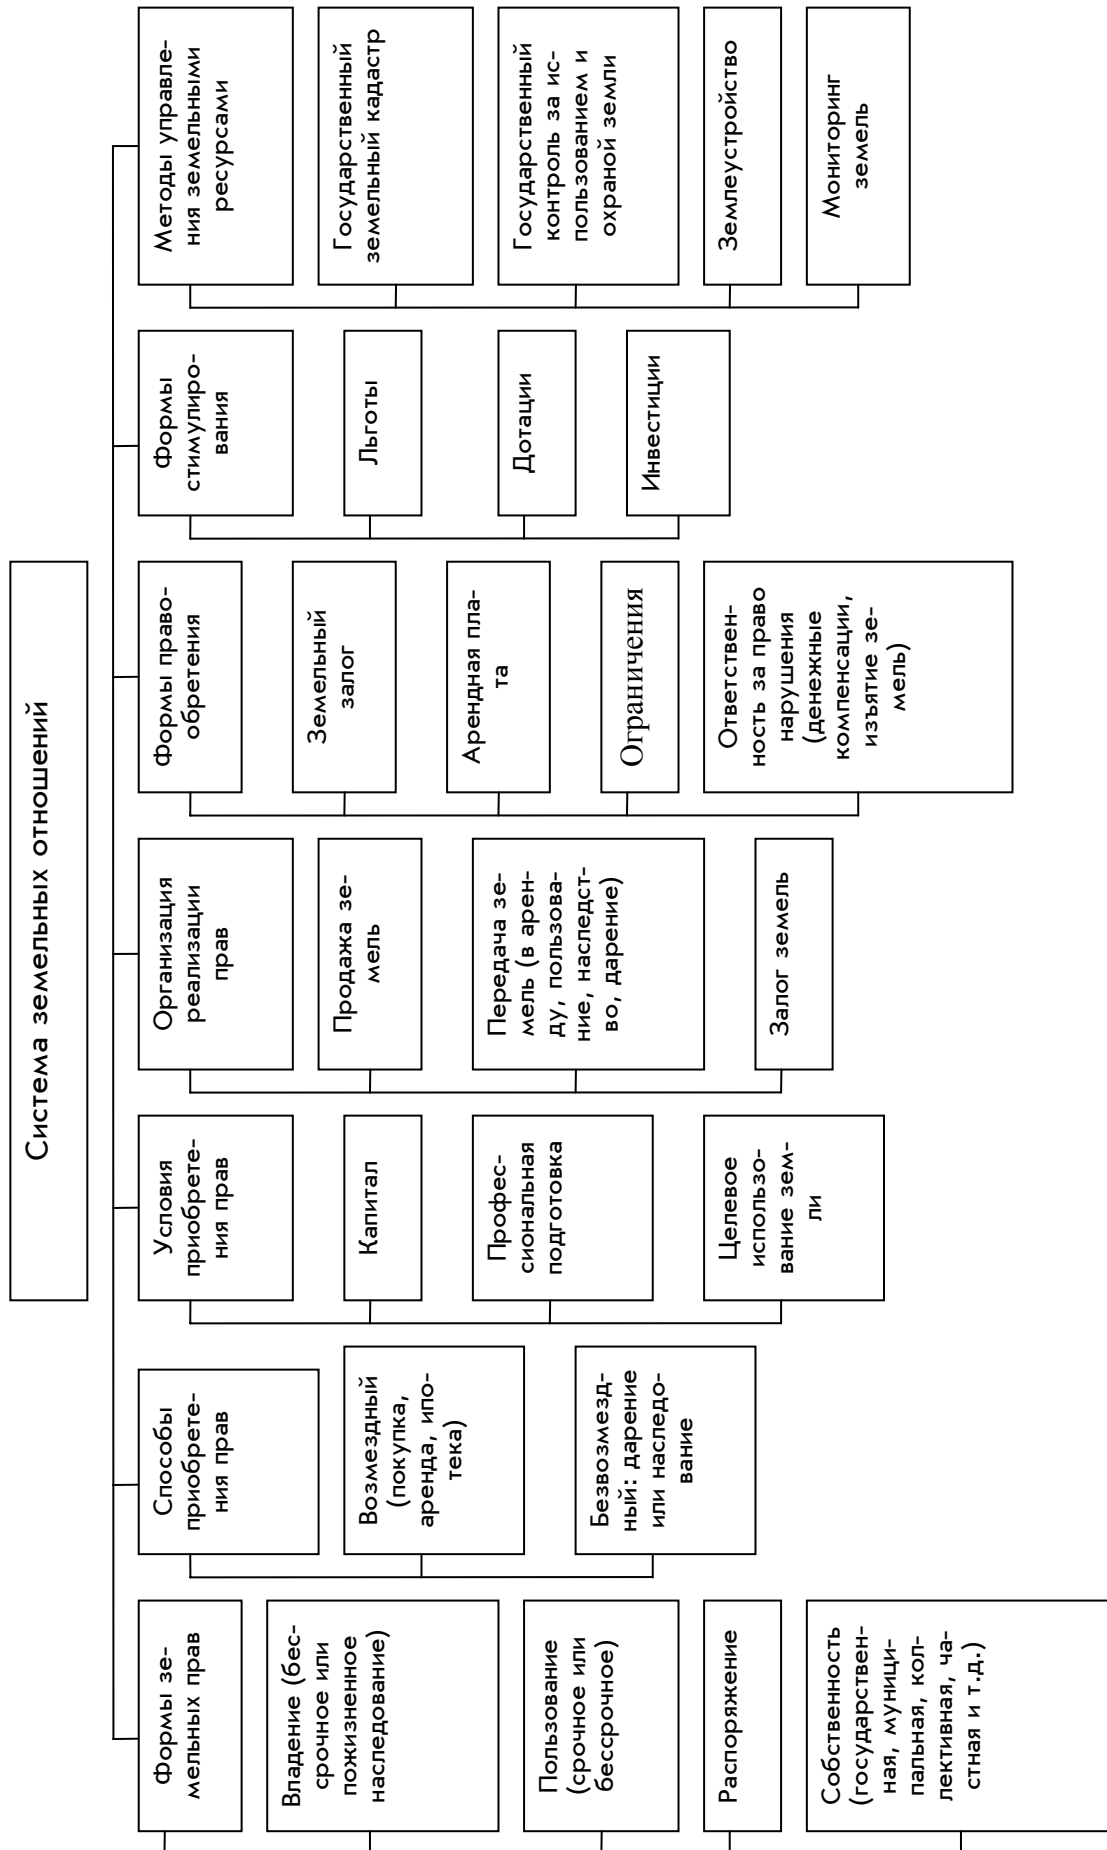 Система земельных отношений
Формы зе-
мельных прав
Владение (бес-
срочное или
пожизненное
наследование)
Пользование
(срочное или
бессрочное)
Распоряжение
Собственность
(государствен-
ная, муници-
пальная, кол-
лективная, ча-
стная и т.д.)
Способы
приобрете-
ния прав
Возмездный
(покупка,
аренда, ипо-
тека)
Безвозмезд-
ный: дарение
или наследо-
вание
Условия
приобрете-
ния прав
Капитал
Профес-
сиональная
подготовка
Целевое
использо-
вание зем-
ли
Организация
реализации
прав
Продажа зе-
мель
Передача зе-
мель (в арен-
ду, пользова-
ние, наследст-
во, дарение)
Залог земель
Формы право-
обретения
Земельный
залог
Арендная пла-
та
Ограничения
Ответствен-
ность за право
нарушения
(денежные
компенсации,
изъятие зе-
мель)
Формы
стимулиро-
вания
Льготы
Дотации
Инвестиции
Методы управле-
ния земельными
ресурсами
Государственный
земельный кадастр
Государственный
контроль за ис-
пользованием и
охраной земли
Землеустройство
Мониторинг
земель